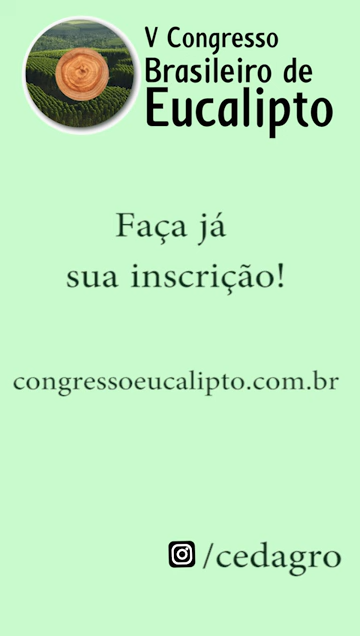 V Congresso
Brasileiro de
Eucalipto
Faça já
sua inscrição!
congressoeucalipto.com.br
/cedagro